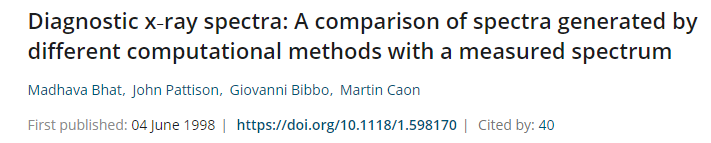 Diagnostic x-ray spectra: A comparison of spectra generated by
different computational methods with a measured spectrum
Madhava Bhat, John Pattison, Giovanni Bibbo, Martin Caon
First published: 04 June 1998 | https://doi.org/10.1118/1.598170 | Cited by: 40